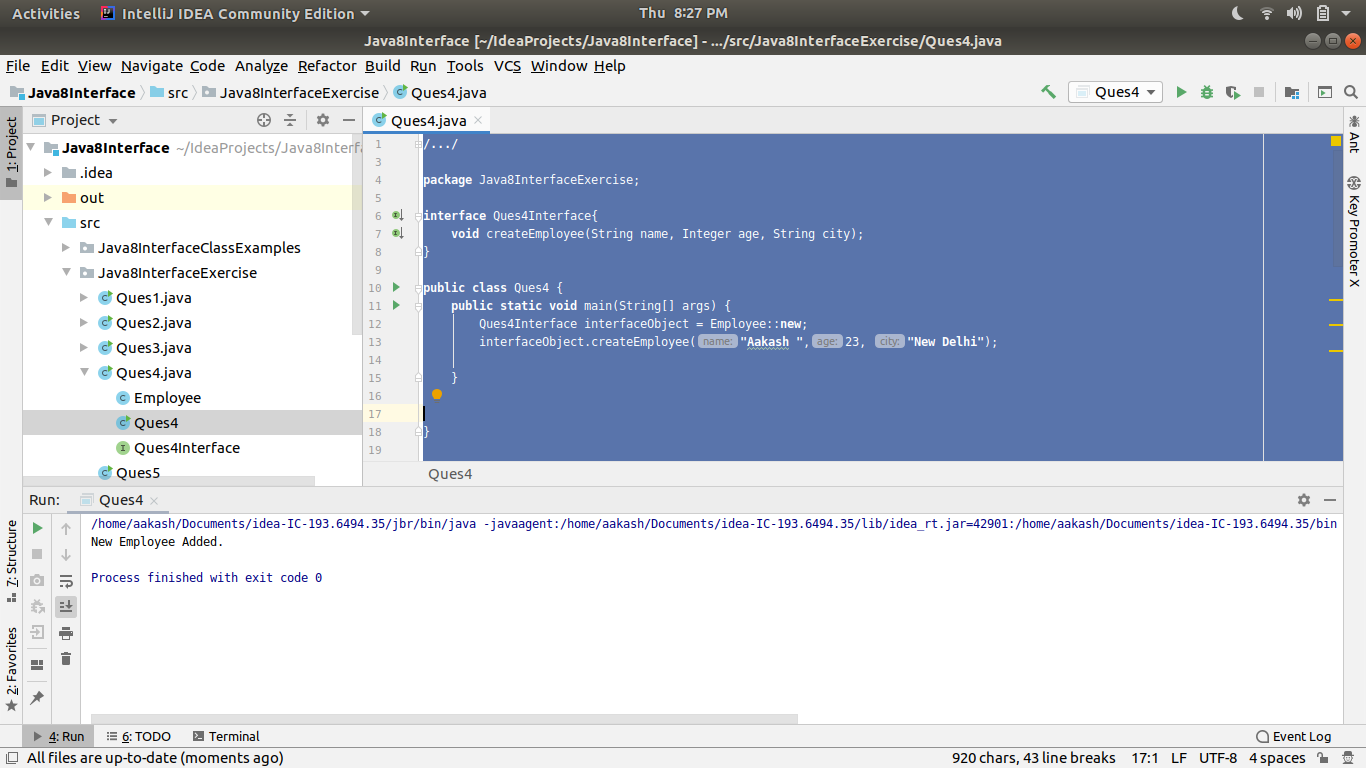 Activities IntelliJ IDEA Community Edition Thu 8:27 PM
Java8Interface [~/IdeaProjects/Java8Interface] - .../src/Java8InterfaceExercise/Ques4.java
File Edit View Navigate Code Analyze Refactor Build Run Tools VCS Window Help
Java8Interface src Java8InterfaceExercise Ques4.java Ques4
1: Project
7: Structure
2: Favorites
Project
Java8Interface ~/IdeaProjects/Java8Interf
.idea
out
src
Java8InterfaceClassExamples
Java8InterfaceExercise
Ques1.java
Ques2.java
Ques3.java
Ques4.java
Employee
Ques4
Ques4Interface
Ques5
Ques4.java
1 /.../
3
4 package Java8InterfaceExercise;
5
6 interface Ques4Interface{
7 void createEmployee(String name, Integer age, String city);
8 }
9
10 public class Ques4 {
11 public static void main(String[] args) {
12 Ques4Interface interfaceObject = Employee::new;
13 interfaceObject.createEmployee( name: "Aakash ", age: 23, city: "New Delhi");
14
15 }
16
17
18 }
19
Ques4
Ant
Key Promoter X
Run: Ques4
/home/aakash/Documents/idea-IC-193.6494.35/jbr/bin/java -javaagent:/home/aakash/Documents/idea-IC-193.6494.35/lib/idea_rt.jar=42901:/home/aakash/Documents/idea-IC-193.6494.35/bin
New Employee Added.
Process finished with exit code 0
4: Run 6: TODO Terminal Event Log
All files are up-to-date (moments ago) 920 chars, 43 line breaks 17:1 LF UTF-8 4 spaces